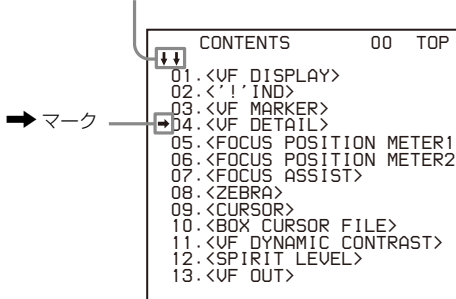 CONTENTS 00 TOP
↓↓
01.<VF DISPLAY>
02.<'!'IND>
03.<VF MARKER>
➡ マーク
➡04.<VF DETAIL>
05.<FOCUS POSITION METER1
06.<FOCUS POSITION METER2
07.<FOCUS ASSIST>
08.<ZEBRA>
09.<CURSOR>
10.<BOX CURSOR FILE>
11.<VF DYNAMIC CONTRAST>
12.<SPIRIT LEVEL>
13.<VF OUT>